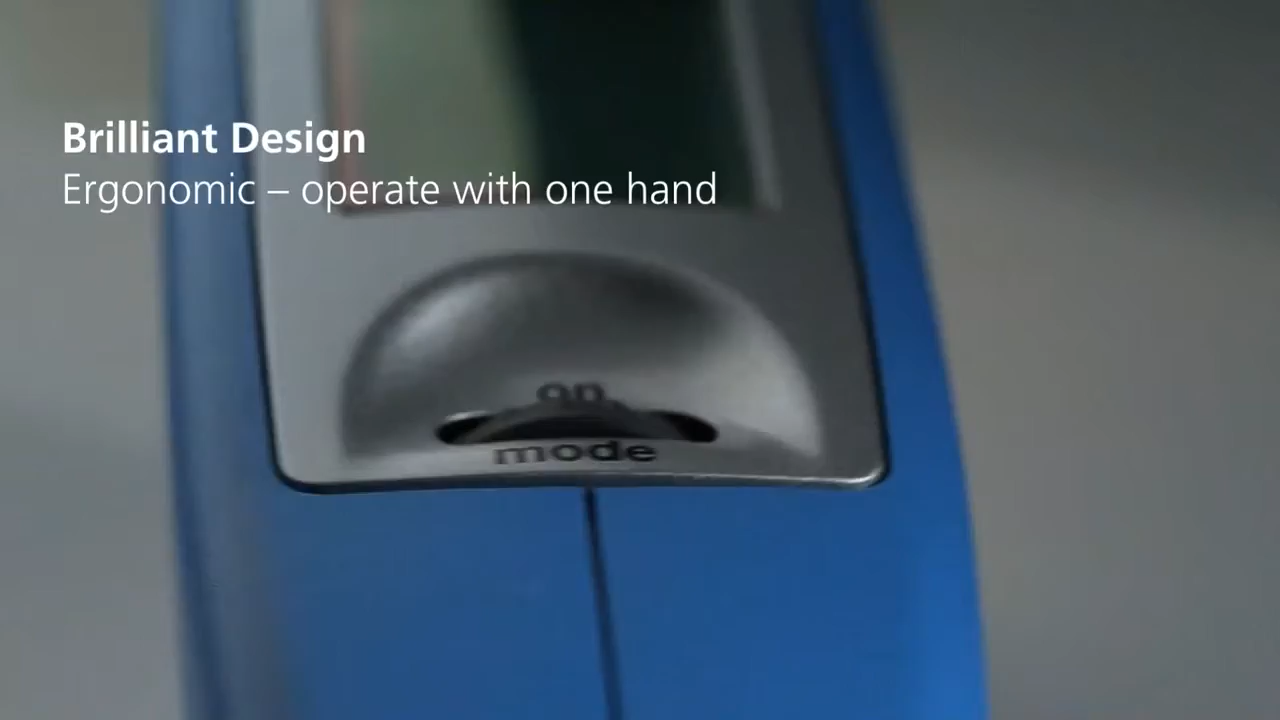 Brilliant Design
Ergonomic – operate with one hand
on
mode